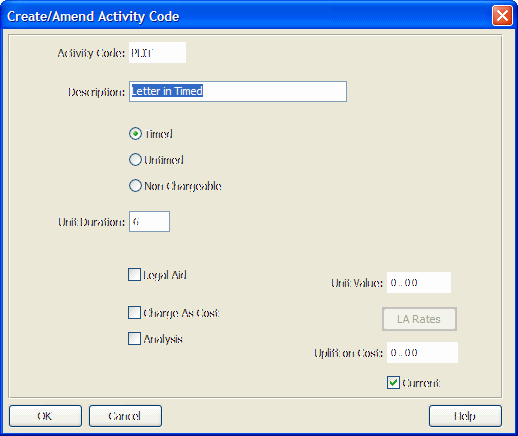 Create/Amend Activity Code
Activity Code:
Description: Letter in Timed
Timed
Untimed
Non Chargeable
Unit Duration: 6
Legal Aid
Unit Value: 0.00
Charge As Cost
LA Rates
Analysis
Uplift on Cost: 0.00
Current
OK
Cancel
Help